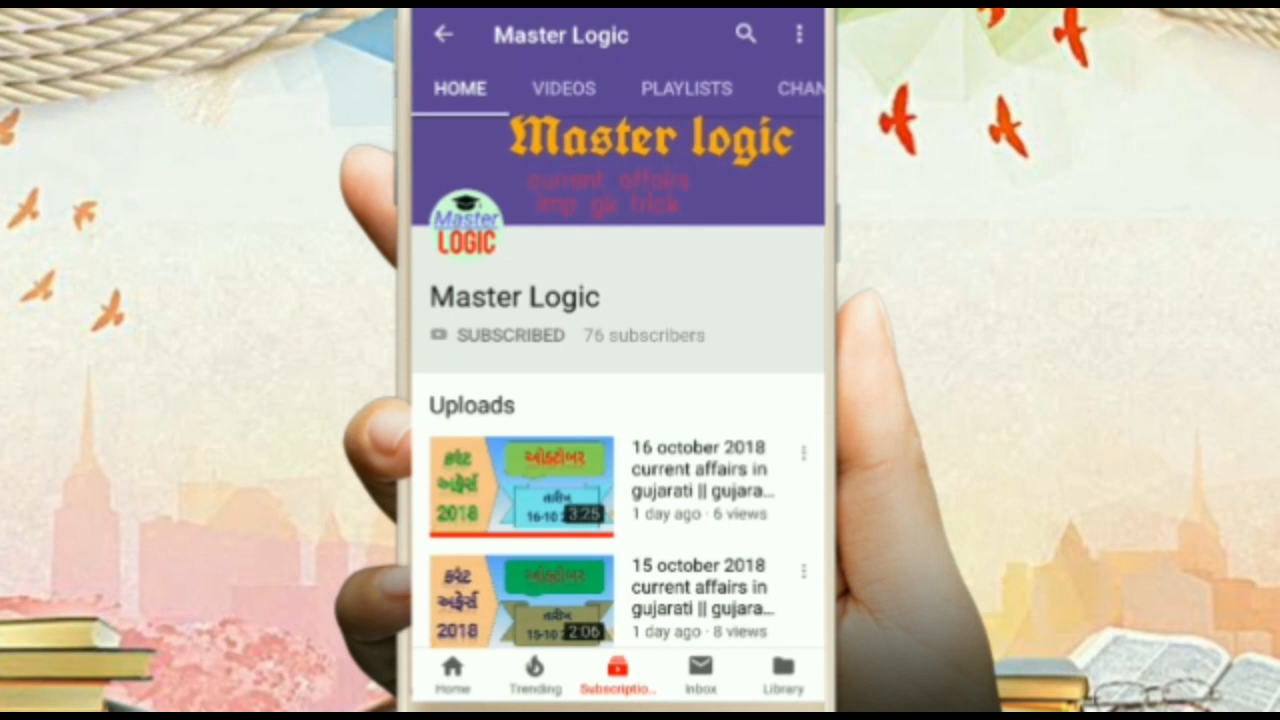 Master Logic
HOME VIDEOS PLAYLISTS CHAN
Master logic
current affairs
imp gk trick
Master
LOGIC
Master Logic
SUBSCRIBED 76 subscribers
Uploads
કરંટ
અફેર્સ
2018
ઓક્ટોબર
તારીખ
16-10
3:25
16 october 2018
current affairs in
gujarati || gujara...
1 day ago · 6 views
કરંટ
અફેર્સ
2018
ઓક્ટોબર
તારીખ
15-10
2:06
15 october 2018
current affairs in
gujarati || gujara...
1 day ago · 8 views
Home Trending Subscriptio.. Inbox Library